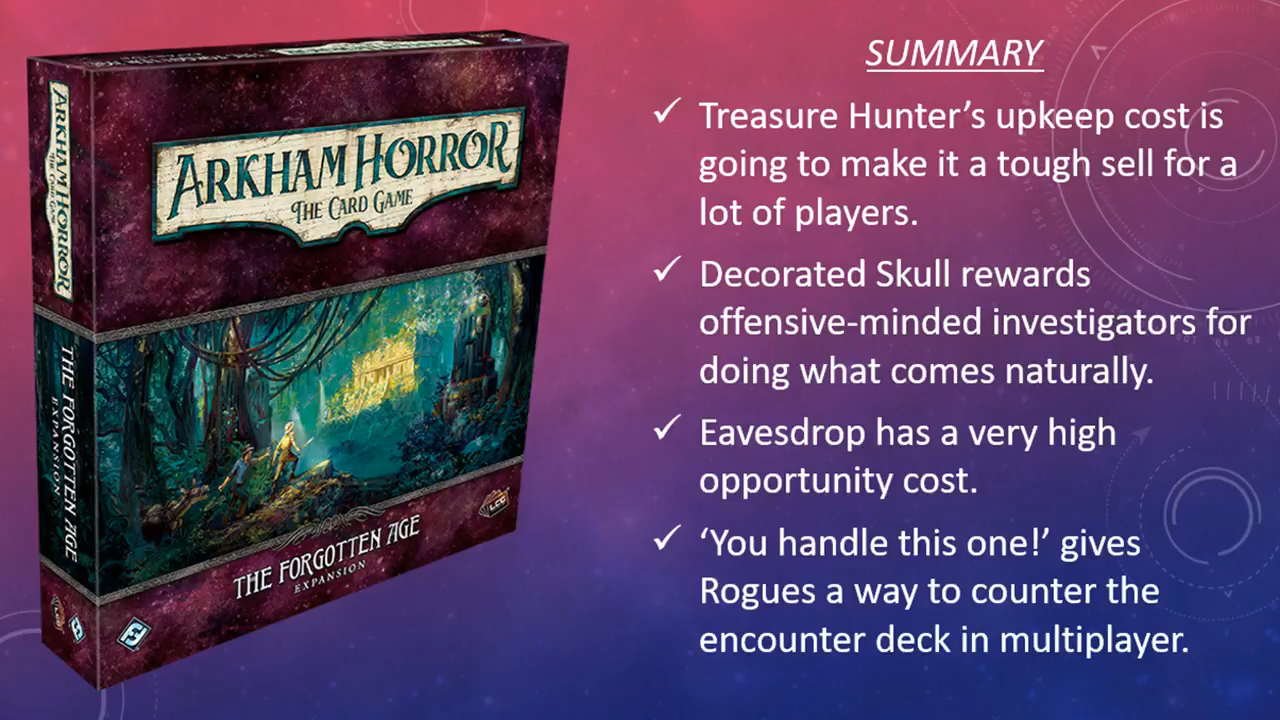 ARKHAM HORROR
THE CARD GAME
ARKHAM HORROR
THE CARD GAME
THE FORGOTTEN AGE
EXPANSION
THE FORGOTTEN AGE
EXPANSION
LCG
SUMMARY
✓ Treasure Hunter’s upkeep cost is
going to make it a tough sell for a
lot of players.
✓ Decorated Skull rewards
offensive-minded investigators for
doing what comes naturally.
✓ Eavesdrop has a very high
opportunity cost.
✓ ‘You handle this one!’ gives
Rogues a way to counter the
encounter deck in multiplayer.